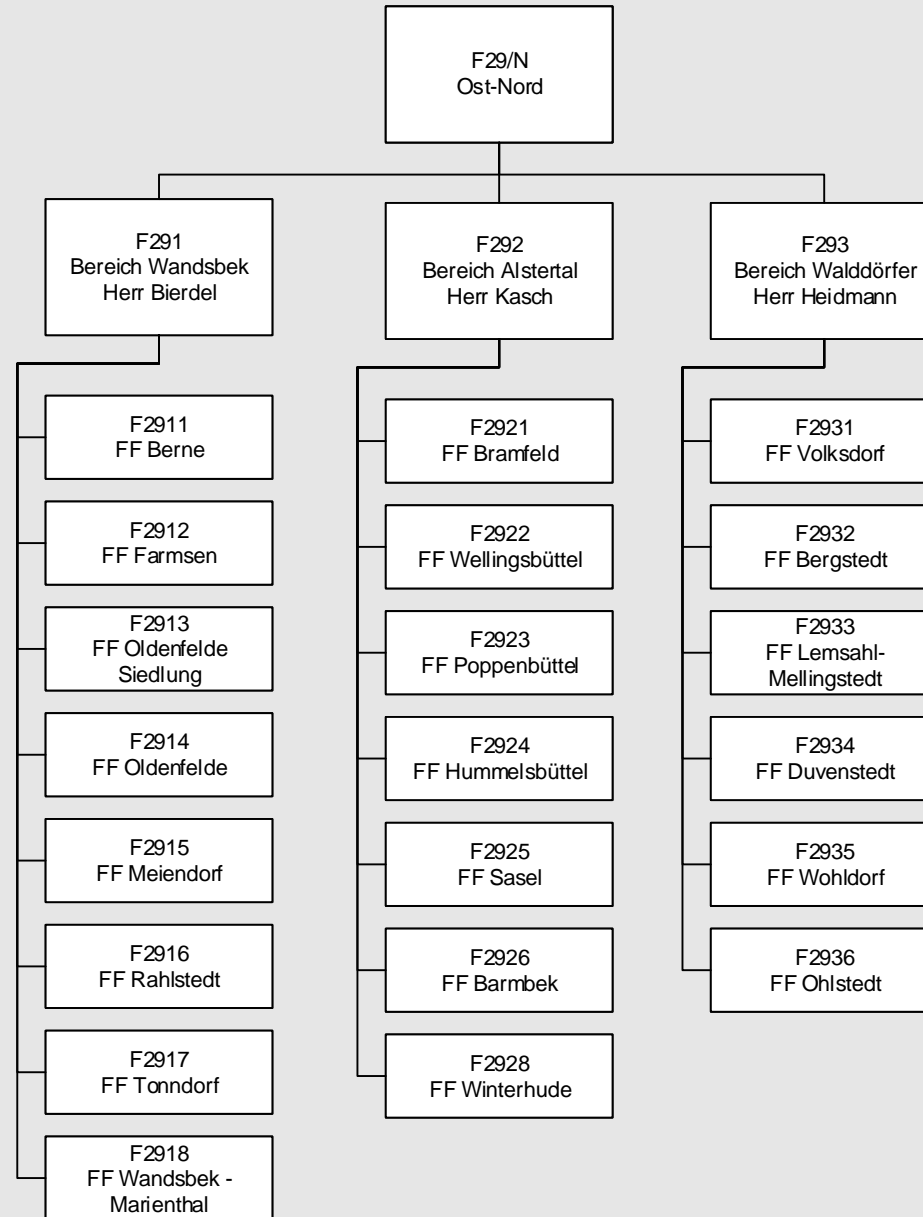 F29/N
Ost-Nord
F291
Bereich Wandsbek
Herr Bierdel
F2911
FF Berne
F2912
FF Farmsen
F2913
FF Oldenfelde
Siedlung
F2914
FF Oldenfelde
F2915
FF Meiendorf
F2916
FF Rahlstedt
F2917
FF Tonndorf
F2918
FF Wandsbek -
Marienthal
F292
Bereich Alstertal
Herr Kasch
F2921
FF Bramfeld
F2922
FF Wellingsbüttel
F2923
FF Poppenbüttel
F2924
FF Hummelsbüttel
F2925
FF Sasel
F2926
FF Barmbek
F2928
FF Winterhude
F293
Bereich Walddörfer
Herr Heidmann
F2931
FF Volksdorf
F2932
FF Bergstedt
F2933
FF Lemsahl-
Mellingstedt
F2934
FF Duvenstedt
F2935
FF Wohldorf
F2936
FF Ohlstedt